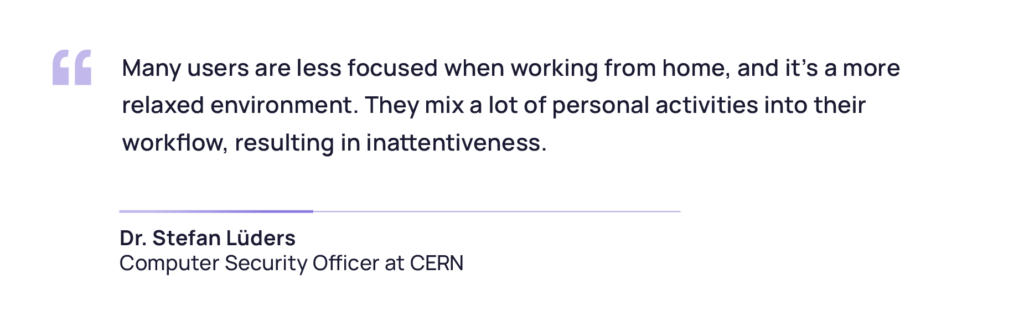 Many users are less focused when working from home, and it's a more
relaxed environment. They mix a lot of personal activities into their
workflow, resulting in inattentiveness.
Dr. Stefan Lüders
Computer Security Officer at CERN